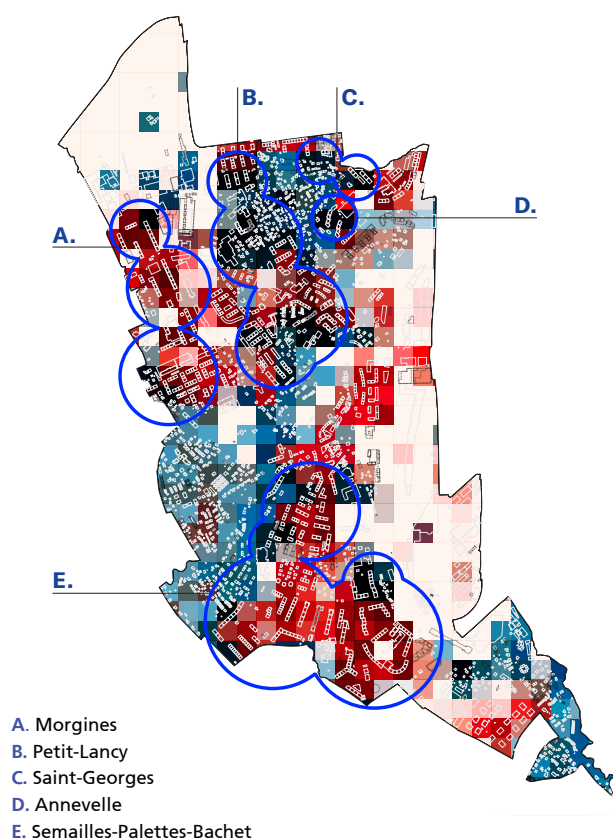 B.
C.
D.
A.
E.
A. Morgines
B. Petit-Lancy
C. Saint-Georges
D. Annevelle
E. Semailles-Palettes-Bachet